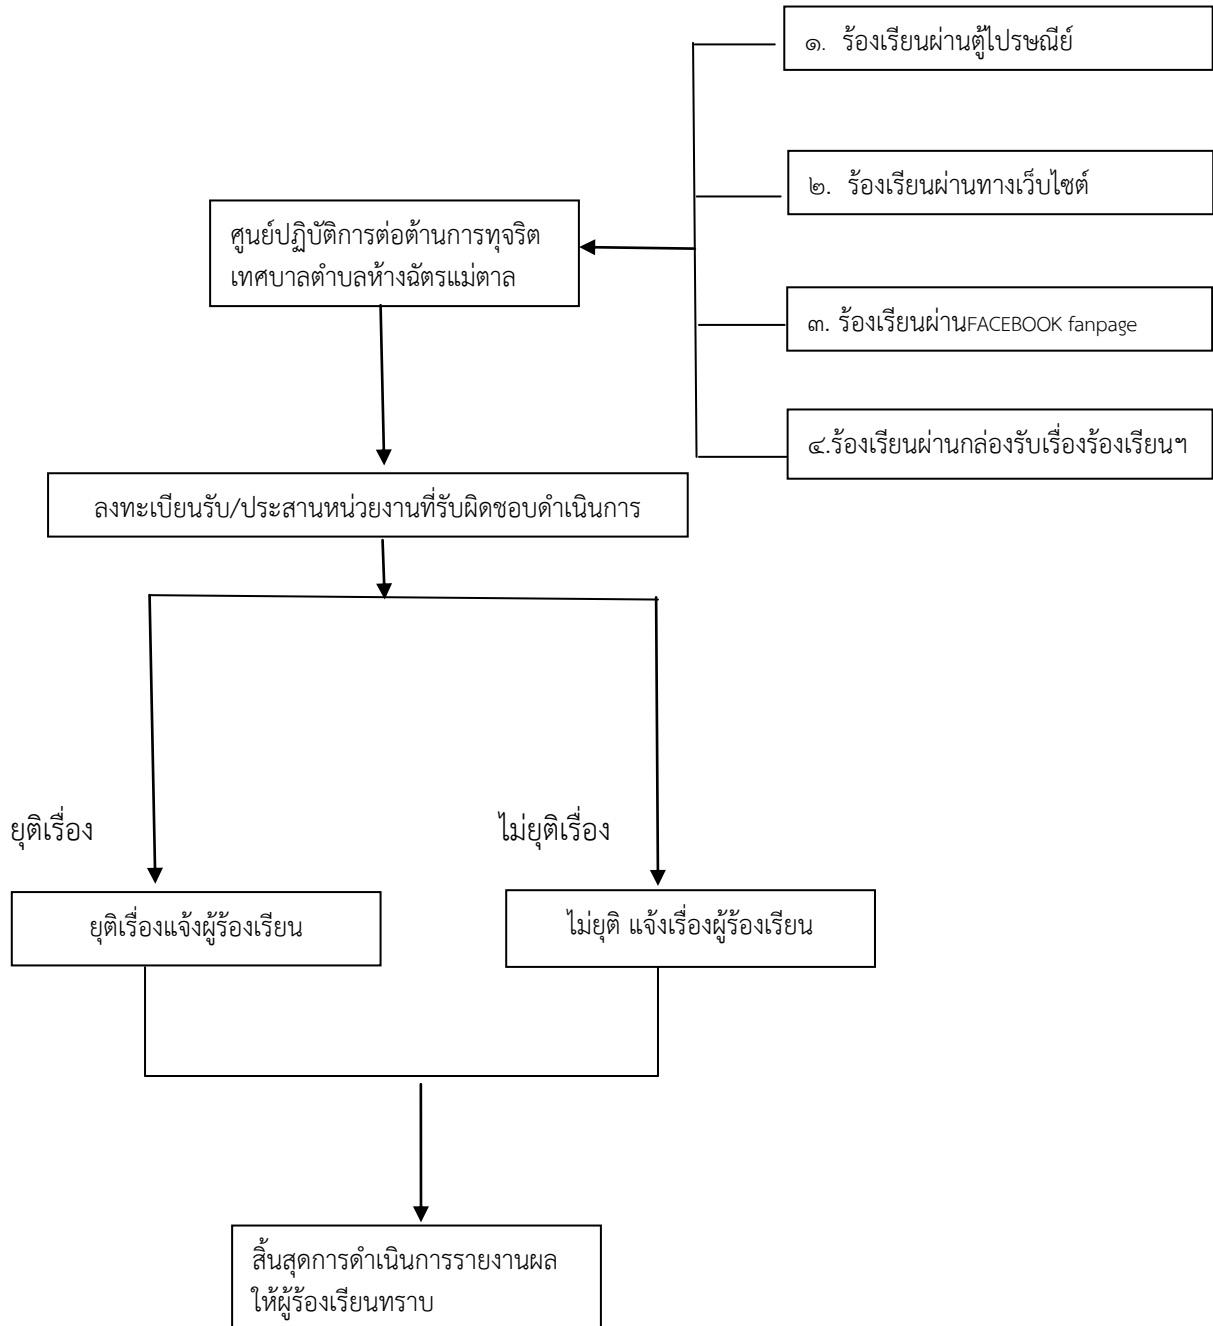 ๑. ร้องเรียนผ่านตู้ไปรษณีย์
๒. ร้องเรียนผ่านทางเว็บไซต์
ศูนย์ปฏิบัติการต่อต้านการทุจริต
เทศบาลตำบลห้างฉัตรแม่ตาล
๓. ร้องเรียนผ่านFACEBOOK fanpage
๔.ร้องเรียนผ่านกล่องรับเรื่องร้องเรียนฯ
ลงทะเบียนรับ/ประสานหน่วยงานที่รับผิดชอบดำเนินการ
ยุติเรื่อง
ไม่ยุติเรื่อง
ยุติเรื่องแจ้งผู้ร้องเรียน
ไม่ยุติ แจ้งเรื่องผู้ร้องเรียน
สิ้นสุดการดำเนินการรายงานผล
ให้ผู้ร้องเรียนทราบ